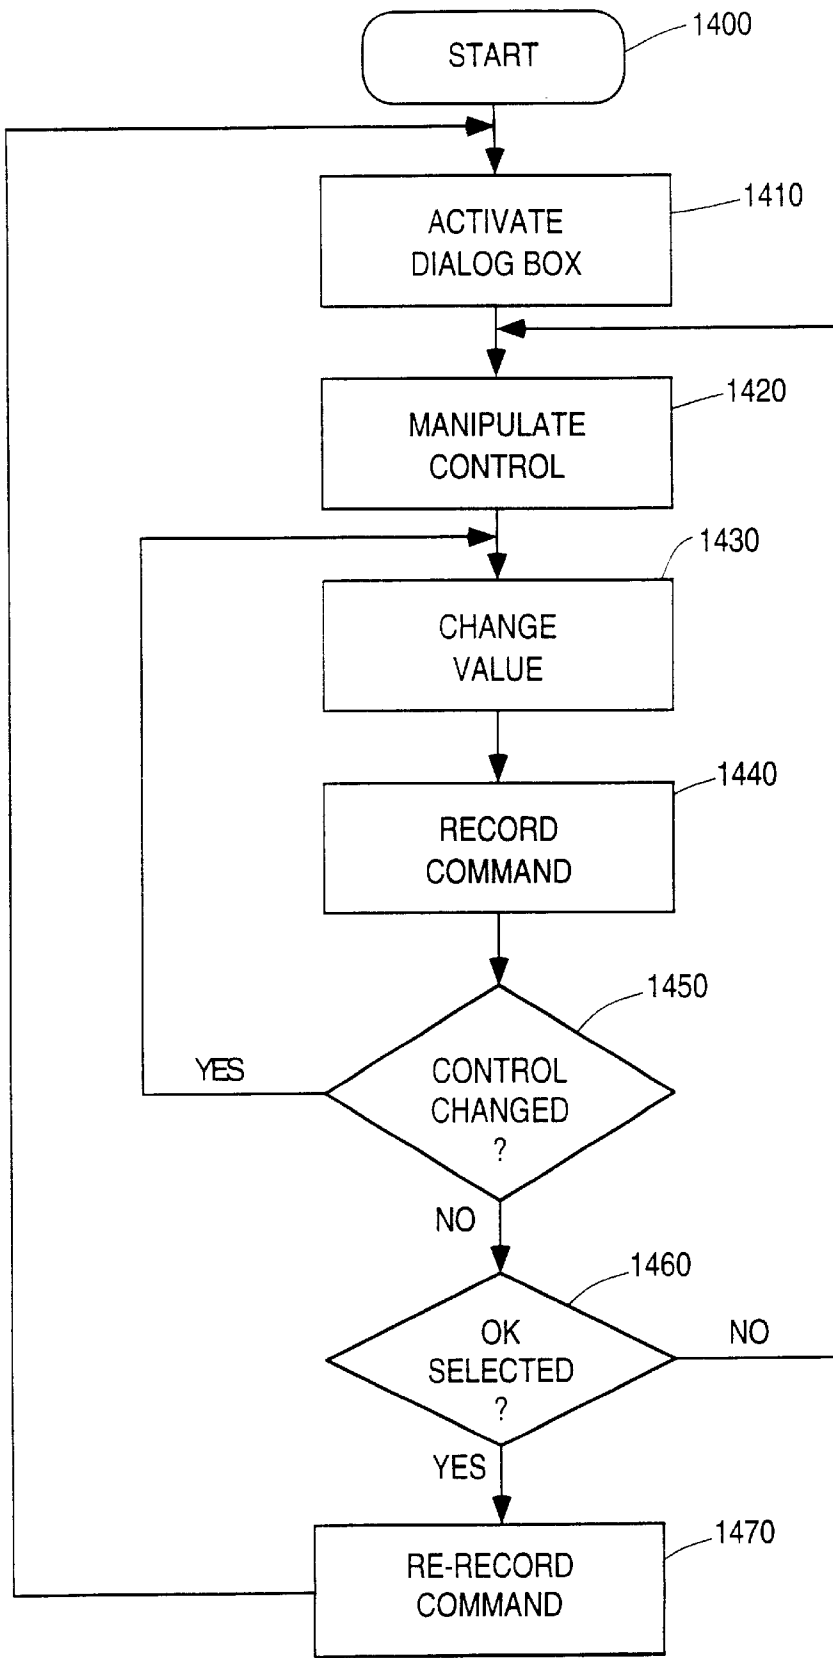 START
1400
ACTIVATE
DIALOG BOX
1410
MANIPULATE
CONTROL
1420
CHANGE
VALUE
1430
RECORD
COMMAND
1440
CONTROL
CHANGED
?
1450
YES
NO
OK
SELECTED
?
1460
NO
YES
RE-RECORD
COMMAND
1470